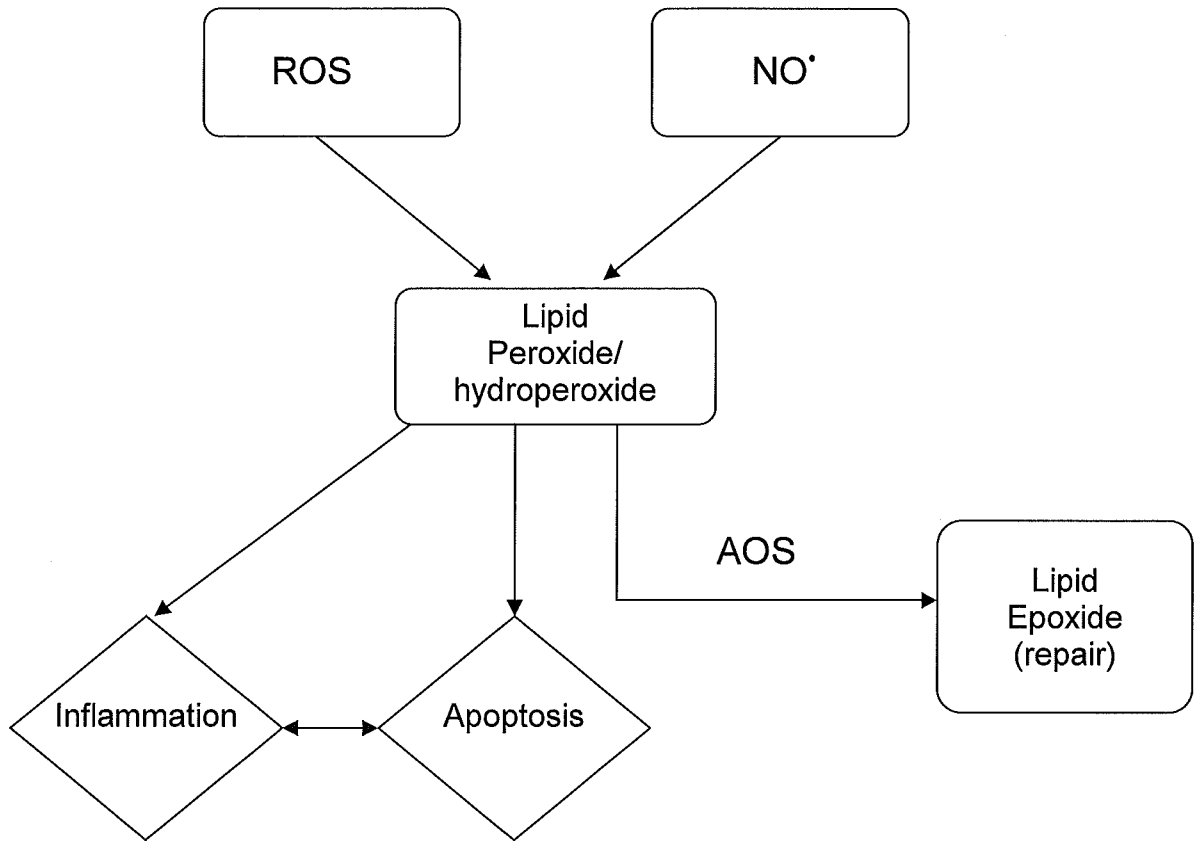 ROS
NO•
Lipid
Peroxide/
hydroperoxide
AOS
Lipid
Epoxide
(repair)
Inflammation
Apoptosis